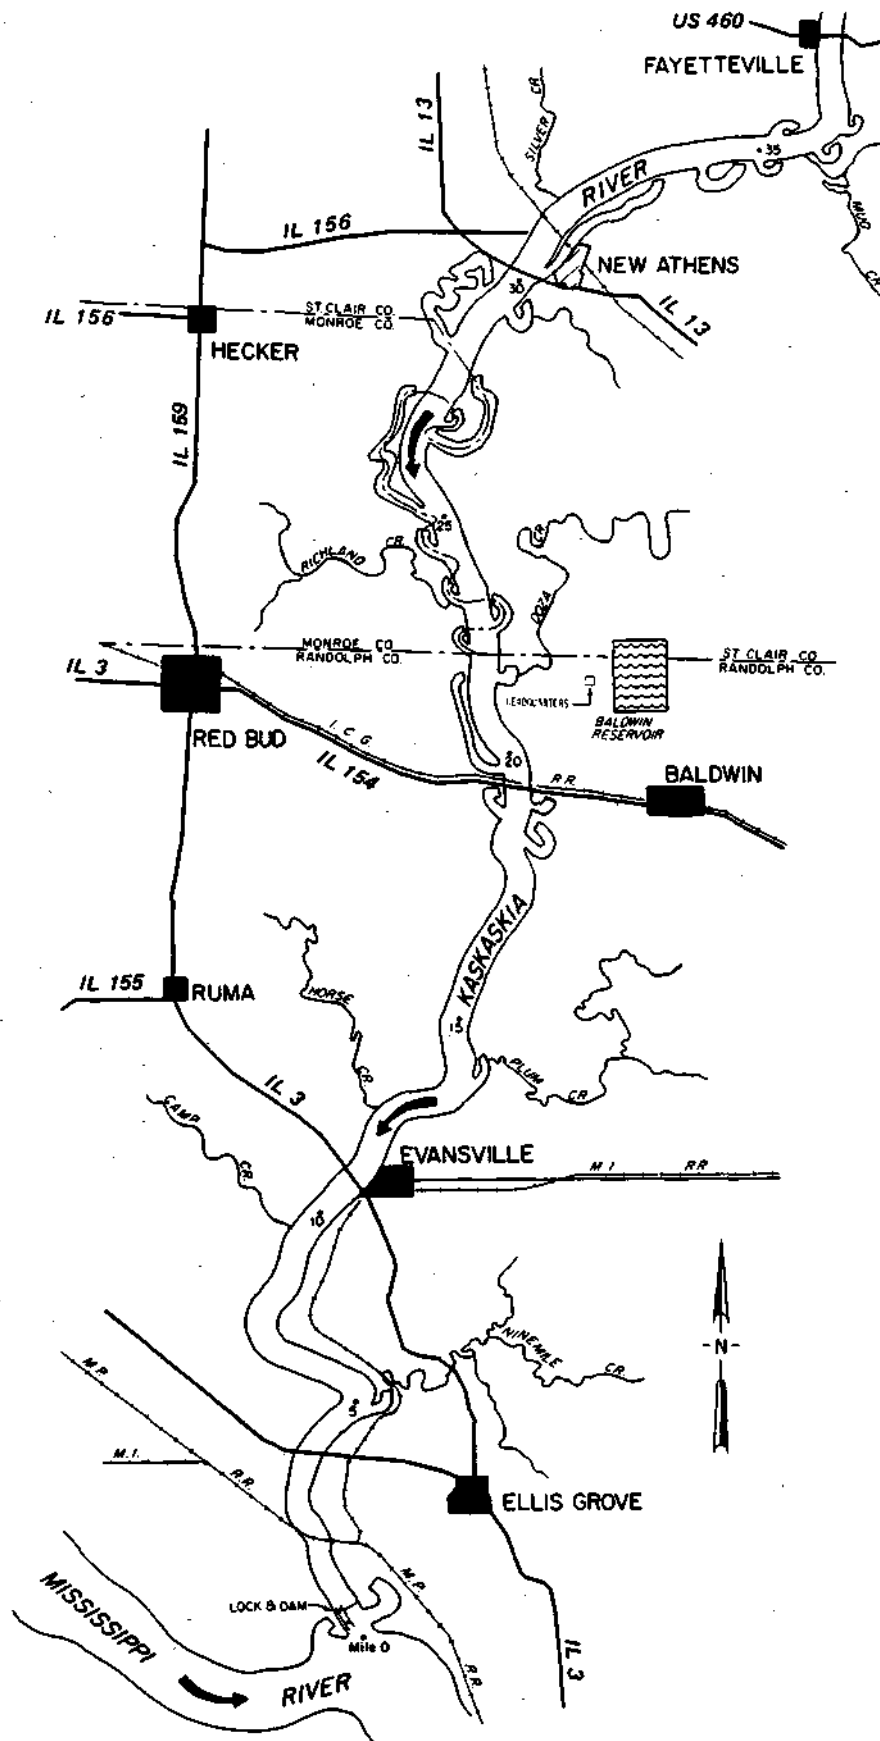 US 460
FAYETTEVILLE
IL 13
SILVER CR.
35
RIVER
MUD CR.
IL 156
NEW ATHENS
30
IL 13
ST. CLAIR CO.
MONROE CO.
IL 156
HECKER
IL 159
25
RICHLAND CR.
DOZA CR.
MONROE CO.
RANDOLPH CO.
ST. CLAIR CO.
RANDOLPH CO.
IL 3
HEADQUARTERS
BALDWIN
RESERVOIR
RED BUD
I.C.G.
IL 154
20
R.R.
BALDWIN
KASKASKIA
IL 155
RUMA
HORSE CR.
15
PLUM CR.
IL 3
CAMP CR.
EVANSVILLE
M.I. RR
10
NINEMILE CR.
-N-
M.P.
5
M.I.
R.R.
ELLIS GROVE
M.P.
MISSISSIPPI
LOCK & DAM
Mile 0
RIVER
R.R.
IL 3